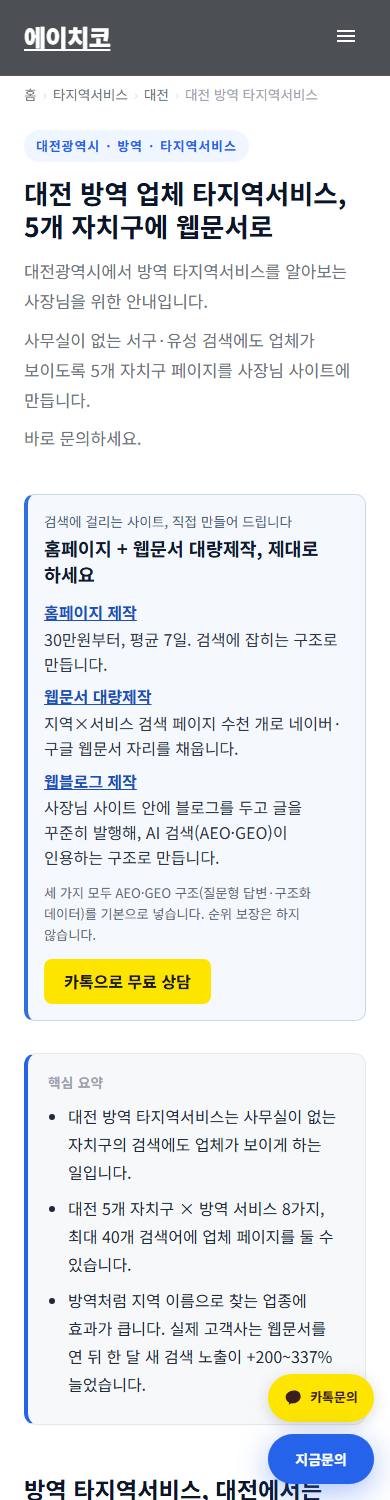 에이치코
홈 › 타지역서비스 › 대전 › 대전 방역 타지역서비스
대전광역시 · 방역 · 타지역서비스
대전 방역 업체 타지역서비스,
5개 자치구에 웹문서로
대전광역시에서 방역 타지역서비스를 알아보는
사장님을 위한 안내입니다.
사무실이 없는 서구·유성 검색에도 업체가
보이도록 5개 자치구 페이지를 사장님 사이트에
만듭니다.
바로 문의하세요.
검색에 걸리는 사이트, 직접 만들어 드립니다
홈페이지 + 웹문서 대량제작, 제대로
하세요
홈페이지 제작
30만원부터, 평균 7일. 검색에 잡히는 구조로
만듭니다.
웹문서 대량제작
지역×서비스 검색 페이지 수천 개로 네이버·
구글 웹문서 자리를 채웁니다.
웹블로그 제작
사장님 사이트 안에 블로그를 두고 글을
꾸준히 발행해, AI 검색(AEO·GEO)이
인용하는 구조로 만듭니다.
세 가지 모두 AEO·GEO 구조(질문형 답변·구조화
데이터)를 기본으로 넣습니다. 순위 보장은 하지
않습니다.
카톡으로 무료 상담
핵심 요약
• 대전 방역 타지역서비스는 사무실이 없는
자치구의 검색에도 업체가 보이게 하는
일입니다.
• 대전 5개 자치구 × 방역 서비스 8가지,
최대 40개 검색어에 업체 페이지를 둘 수
있습니다.
• 방역처럼 지역 이름으로 찾는 업종에
효과가 큽니다. 실제 고객사는 웹문서를
연 뒤 한 달 새 검색 노출이 +200~337%
늘었습니다.
카톡문의
지금문의
방역 타지역서비스, 대전에서는